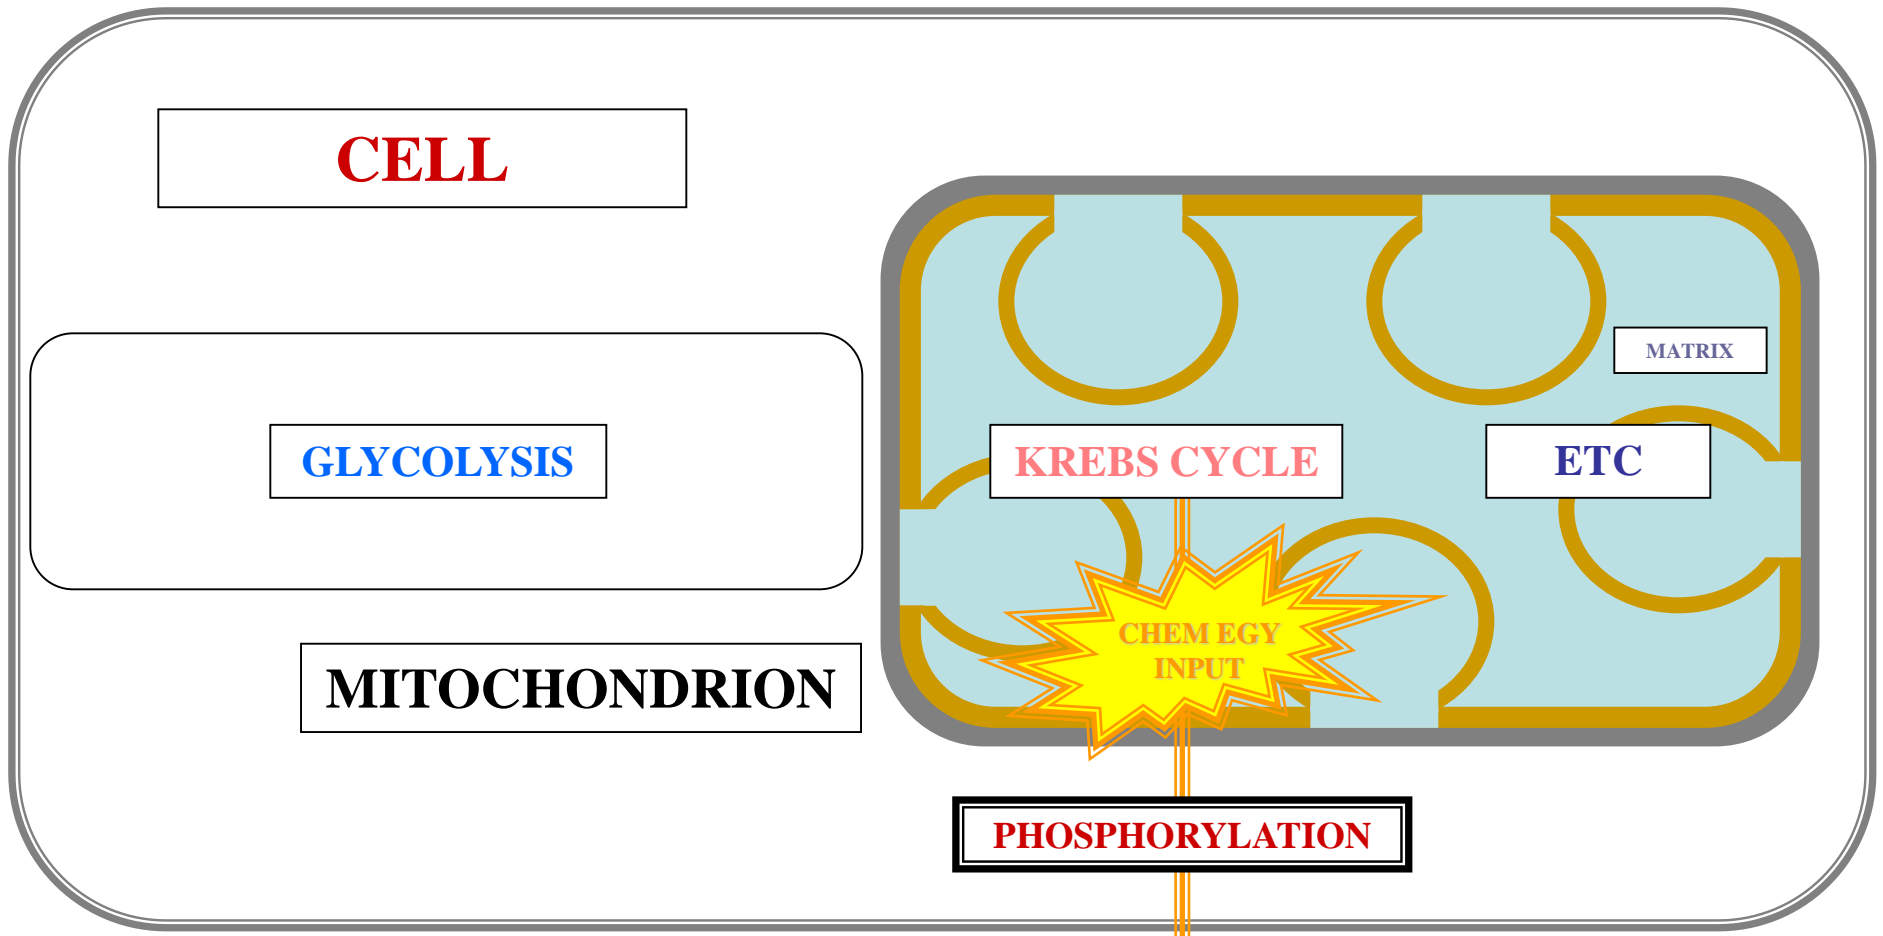 CELL
MATRIX
GLYCOLYSIS
KREBS CYCLE
ETC
CHEM EGY
INPUT
MITOCHONDRION
PHOSPHORYLATION